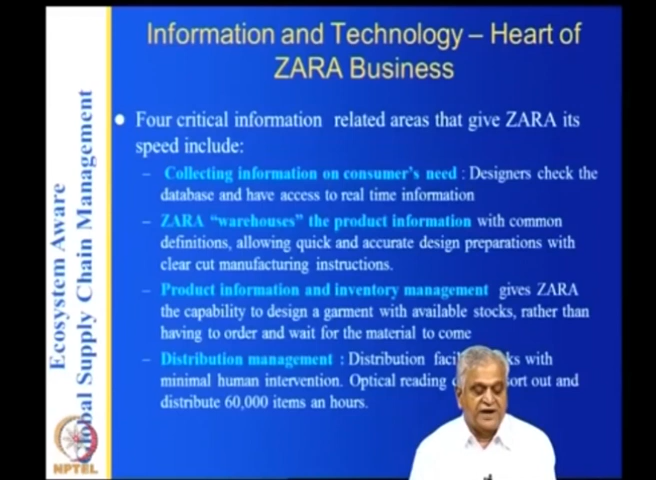 Information and Technology – Heart of
ZARA Business
Four critical information related areas that give ZARA its
speed include:
– Collecting information on consumer's need : Designers check the
database and have access to real time information
– ZARA “warehouses” the product information with common
definitions, allowing quick and accurate design preparations with
clear cut manufacturing instructions.
– Product information and inventory management gives ZARA
the capability to design a garment with available stocks, rather than
having to order and wait for the material to come
– Distribution management : Distribution with
minimal human intervention. Optical reading sort out and
distribute 60,000 items an hours.
Ecosystem Aware
Global Supply Chain Management
NPTEL